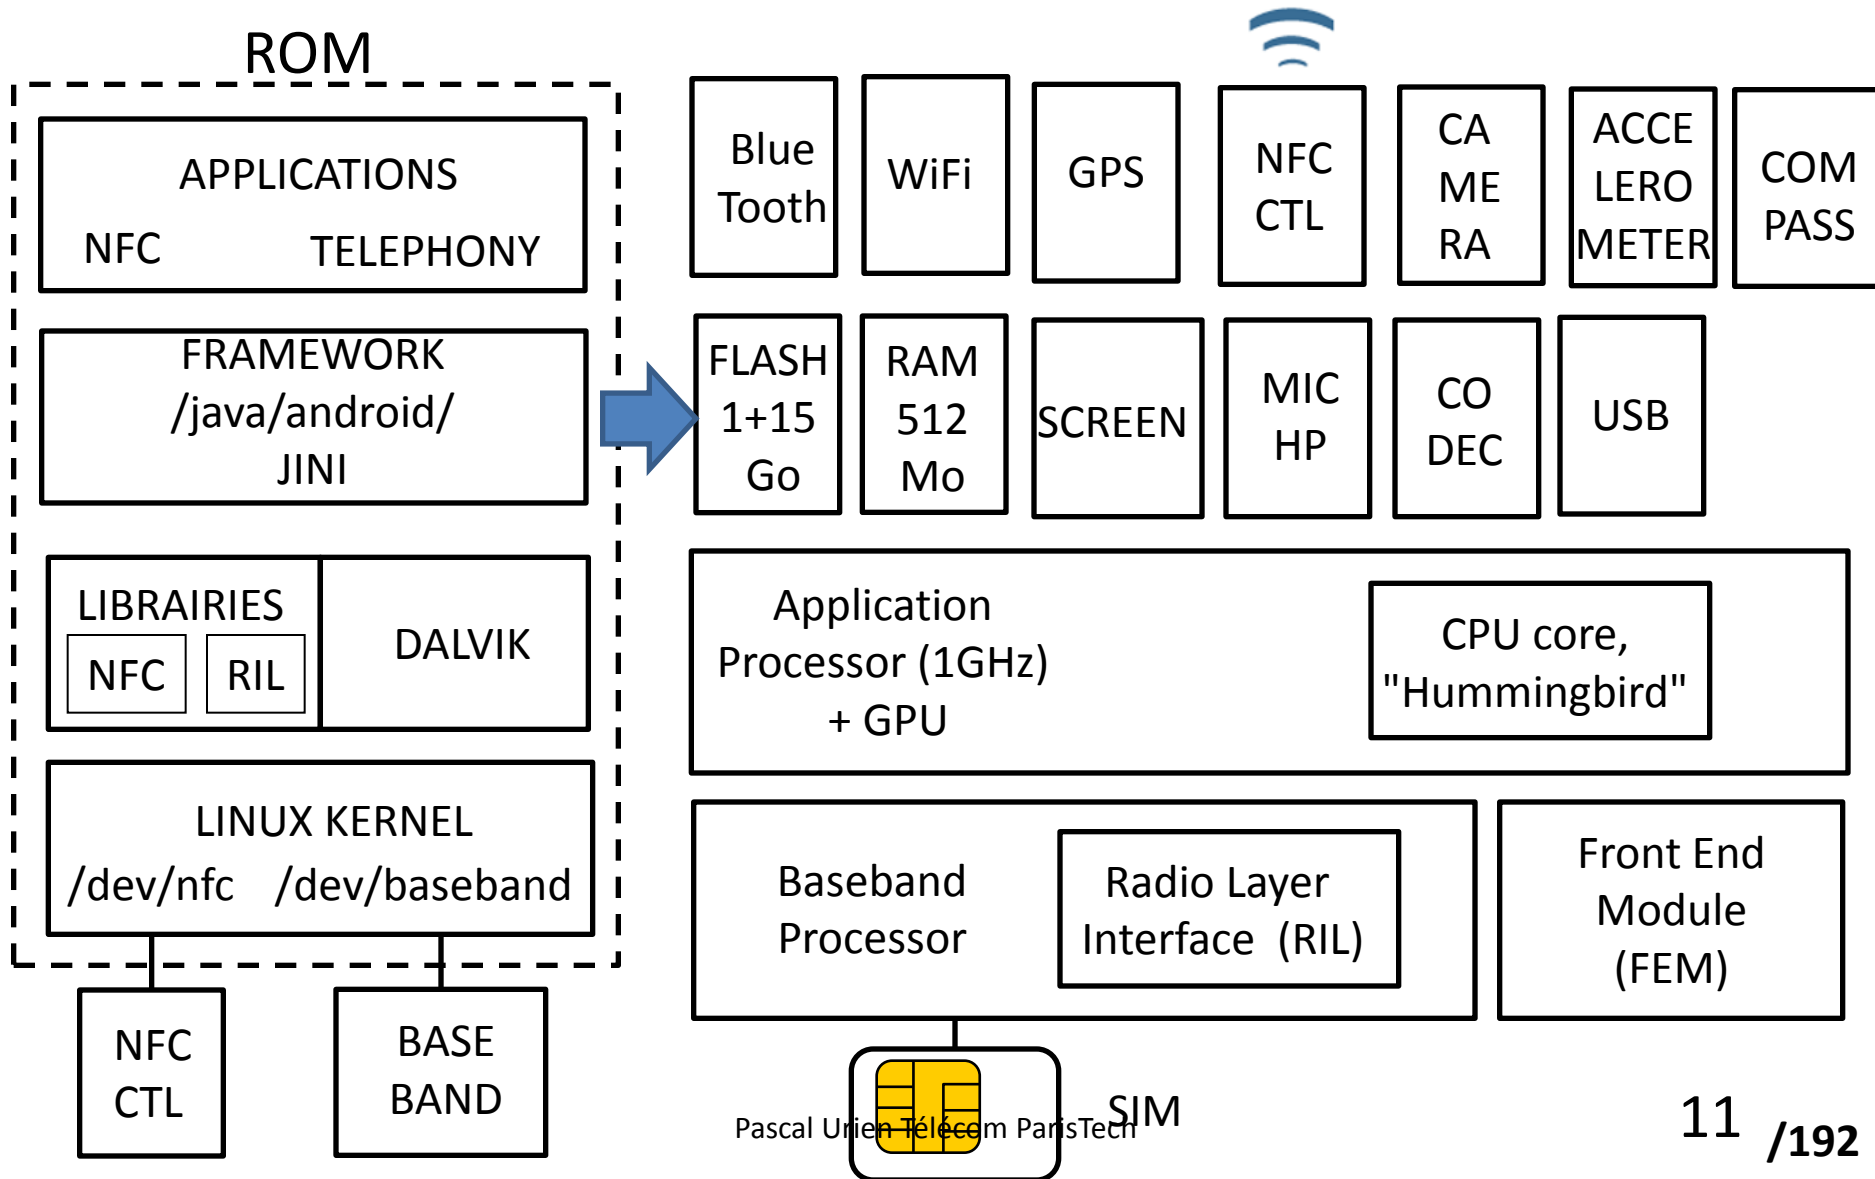 ROM
APPLICATIONS
NFC TELEPHONY
FRAMEWORK
/java/android/
JINI
LIBRAIRIES
NFC RIL
DALVIK
LINUX KERNEL
/dev/nfc /dev/baseband
NFC
CTL
BASE
BAND
Blue
Tooth
WiFi
GPS
NFC
CTL
CA
ME
RA
ACCE
LERO
METER
COM
PASS
FLASH
1+15
Go
RAM
512
Mo
SCREEN
MIC
HP
CO
DEC
USB
Application
Processor (1GHz)
+ GPU
CPU core,
"Hummingbird"
Baseband
Processor
Radio Layer
Interface (RIL)
Front End
Module
(FEM)
SIM
Pascal Urien Télécom ParisTech
11 /192